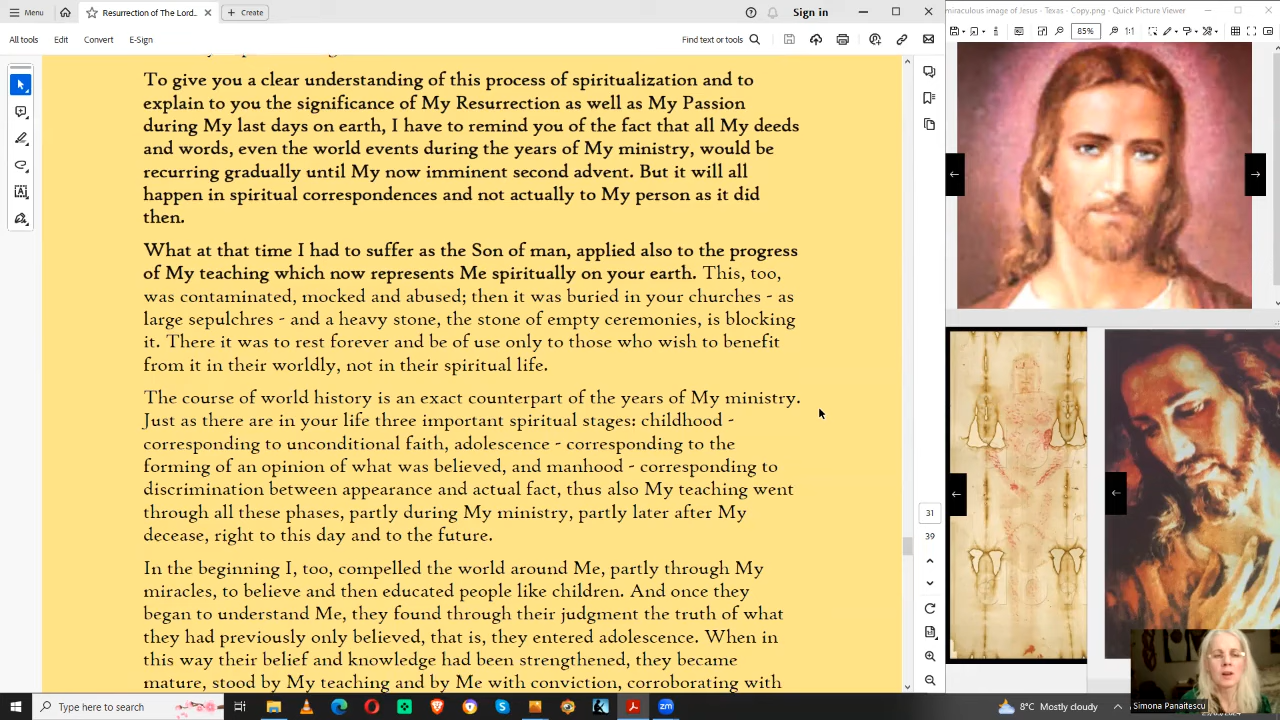 Menu
Resurrection of The Lord...
Create
Sign in
All tools
Edit
Convert
E-Sign
Find text or tools
To give you a clear understanding of this process of spiritualization and to
explain to you the significance of My Resurrection as well as My Passion
during My last days on earth, I have to remind you of the fact that all My deeds
and words, even the world events during the years of My ministry, would be
recurring gradually until My now imminent second advent. But it will all
happen in spiritual correspondences and not actually to My person as it did
then.
What at that time I had to suffer as the Son of man, applied also to the progress
of My teaching which now represents Me spiritually on your earth. This, too,
was contaminated, mocked and abused; then it was buried in your churches - as
large sepulchres - and a heavy stone, the stone of empty ceremonies, is blocking
it. There it was to rest forever and be of use only to those who wish to benefit
from it in their worldly, not in their spiritual life.
The course of world history is an exact counterpart of the years of My ministry.
Just as there are in your life three important spiritual stages: childhood -
corresponding to unconditional faith, adolescence - corresponding to the
forming of an opinion of what was believed, and manhood - corresponding to
discrimination between appearance and actual fact, thus also My teaching went
through all these phases, partly during My ministry, partly later after My
decease, right to this day and to the future.
In the beginning I, too, compelled the world around Me, partly through My
miracles, to believe and then educated people like children. And once they
began to understand Me, they found through their judgment the truth of what
they had previously only believed, that is, they entered adolescence. When in
this way their belief and knowledge had been strengthened, they became
mature, stood by My teaching and by Me with conviction, corroborating with
31
39
miraculous image of Jesus - Texas - Copy.png - Quick Picture Viewer
85%
1:1
Type here to search
8°C Mostly cloudy
Simona Panaitescu